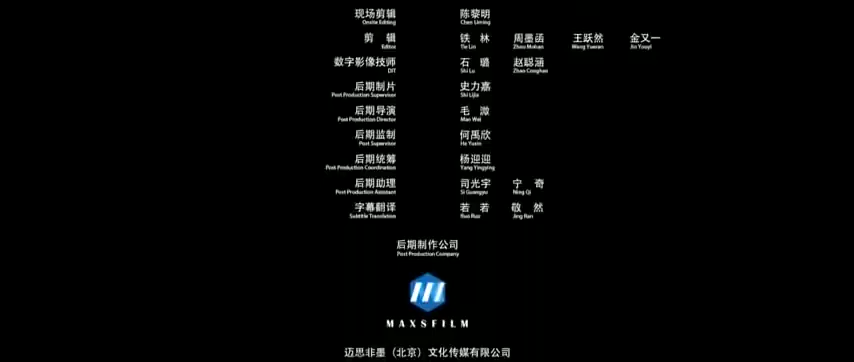 现场剪辑 陈黎明
Onsite Editing Chen Liming
剪 辑 铁 林 周墨函 王跃然 金又一
Editor Tie Lin Zhou Mohan Wang Yueran Jin Youyi
数字影像技师 石 璐 赵聪涵
DIT Shi Lu Zhao Conghan
后期制片 史力嘉
Post Production Supervisor Shi Lijia
后期导演 毛 溦
Post Production Director Mao Wei
后期监制 何禹欣
Post Supervisor He Yuxin
后期统筹 杨迎迎
Post Production Coordination Yang Yingying
后期助理 司光宇 宁 奇
Post Production Assistant Si Guangyu Ning Qi
字幕翻译 若 若 敬 然
Subtitle Translation Ruo Ruo Jing Ran
后期制作公司
Post Production Company
MAXSFILM
迈思非墨（北京）文化传媒有限公司